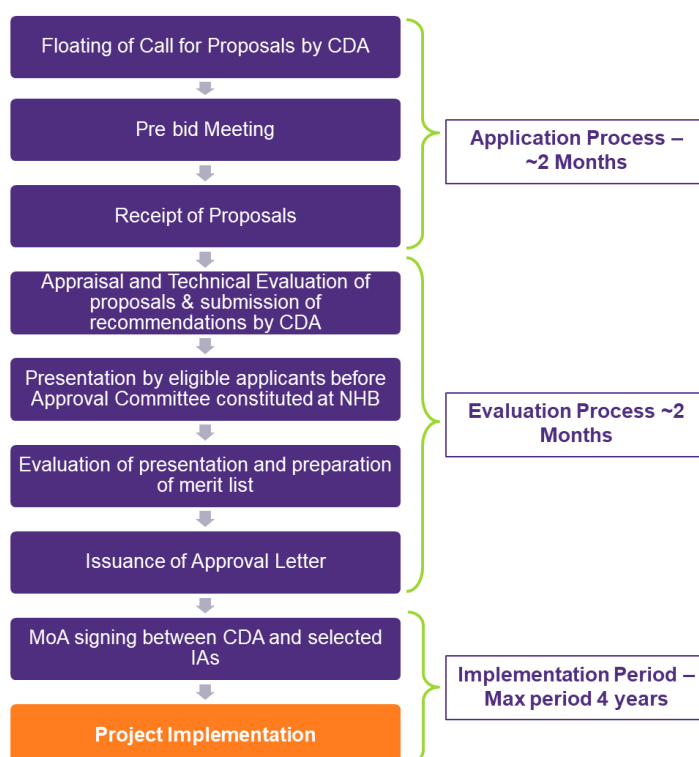 Floating of Call for Proposals by CDA
Pre bid Meeting
Application Process –
~2 Months
Receipt of Proposals
Appraisal and Technical Evaluation of
proposals & submission of
recommendations by CDA
Presentation by eligible applicants before
Approval Committee constituted at NHB
Evaluation Process ~2
Months
Evaluation of presentation and preparation
of merit list
Issuance of Approval Letter
MoA signing between CDA and selected
IAs
Implementation Period –
Max period 4 years
Project Implementation